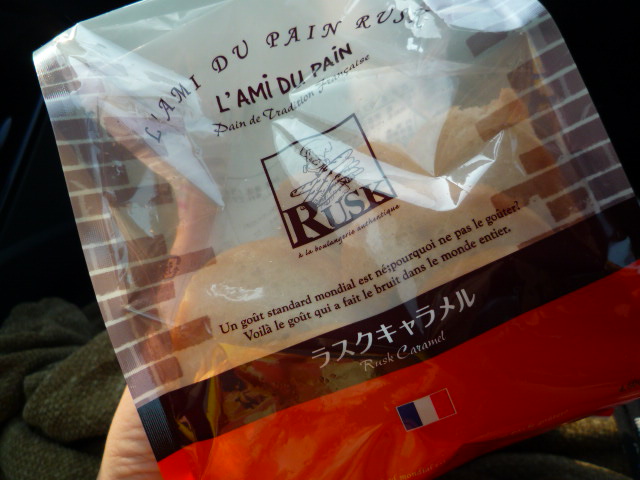 L'AMI DU PAIN RUSK
L'AMI DU PAIN
Pain de Tradition Française
RUSK
à la boulangerie authentique
Un goût standard mondial est né;pourquoi ne pas le goûter?
Voilà le goût qui a fait le bruit dans le monde entier.
ラスクキャラメル
Rusk Caramel